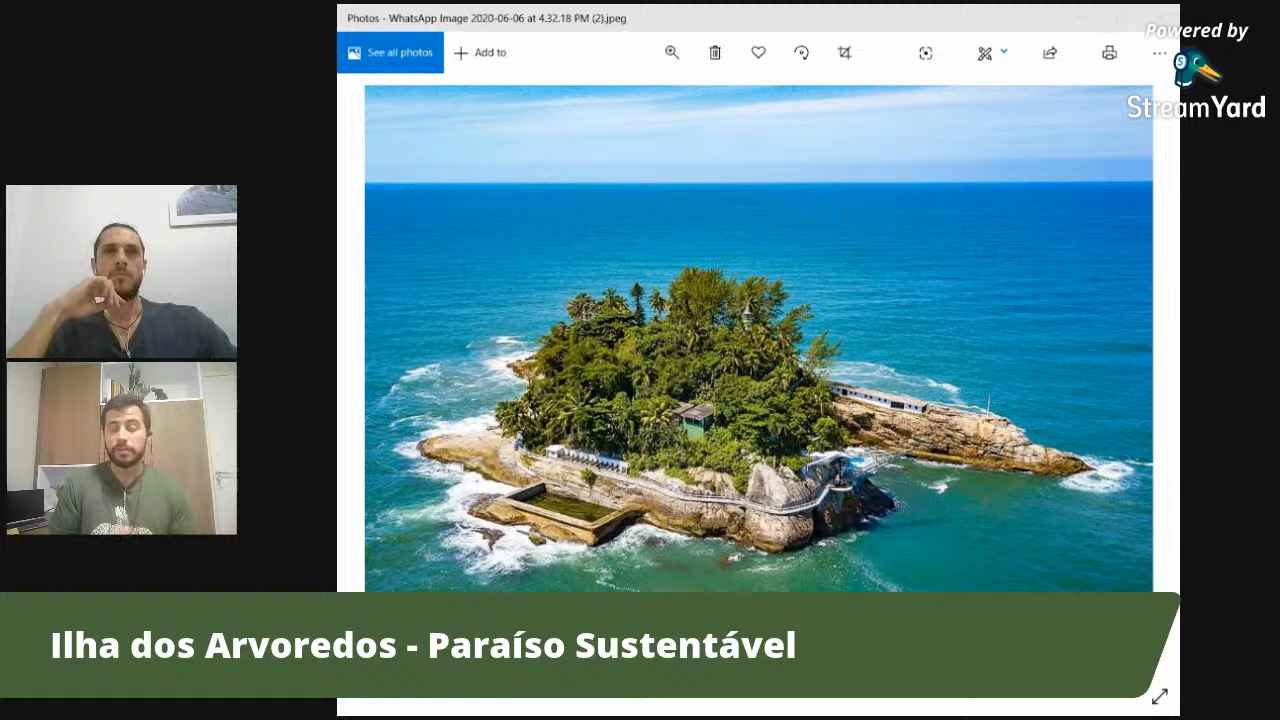 Photos - WhatsApp Image 2020-06-06 at 4.32.18 PM (2).jpeg
See all photos
Add to
Powered by
S
StreamYard
Ilha dos Arvoredos - Paraíso Sustentável